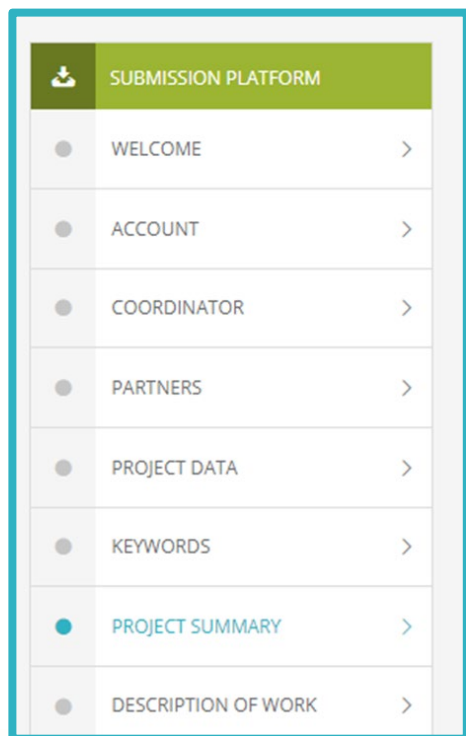 SUBMISSION PLATFORM
WELCOME
ACCOUNT
COORDINATOR
PARTNERS
PROJECT DATA
KEYWORDS
PROJECT SUMMARY
DESCRIPTION OF WORK